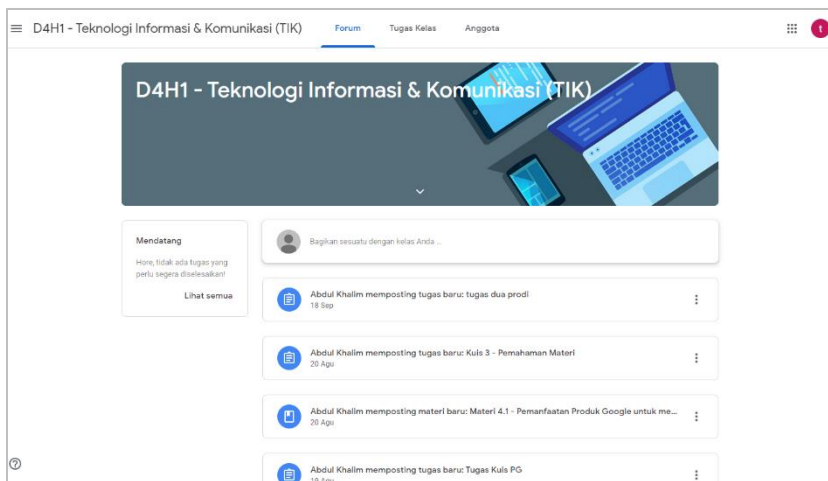 D4H1 - Teknologi Informasi & Komunikasi (TIK)
Forum
Tugas Kelas
Anggota
t
D4H1 - Teknologi Informasi & Komunikasi (TIK)
Mendatang
Hore, tidak ada tugas yang
perlu segera diselesaikan!
Lihat semua
Bagikan sesuatu dengan kelas Anda ...
Abdul Khalim memposting tugas baru: tugas dua prodi
18 Sep
Abdul Khalim memposting tugas baru: Kuis 3 - Pemahaman Materi
20 Agu
Abdul Khalim memposting materi baru: Materi 4.1 - Pemanfaatan Produk Google untuk me...
20 Agu
Abdul Khalim memposting tugas baru: Tugas Kuis PG
19 Agu